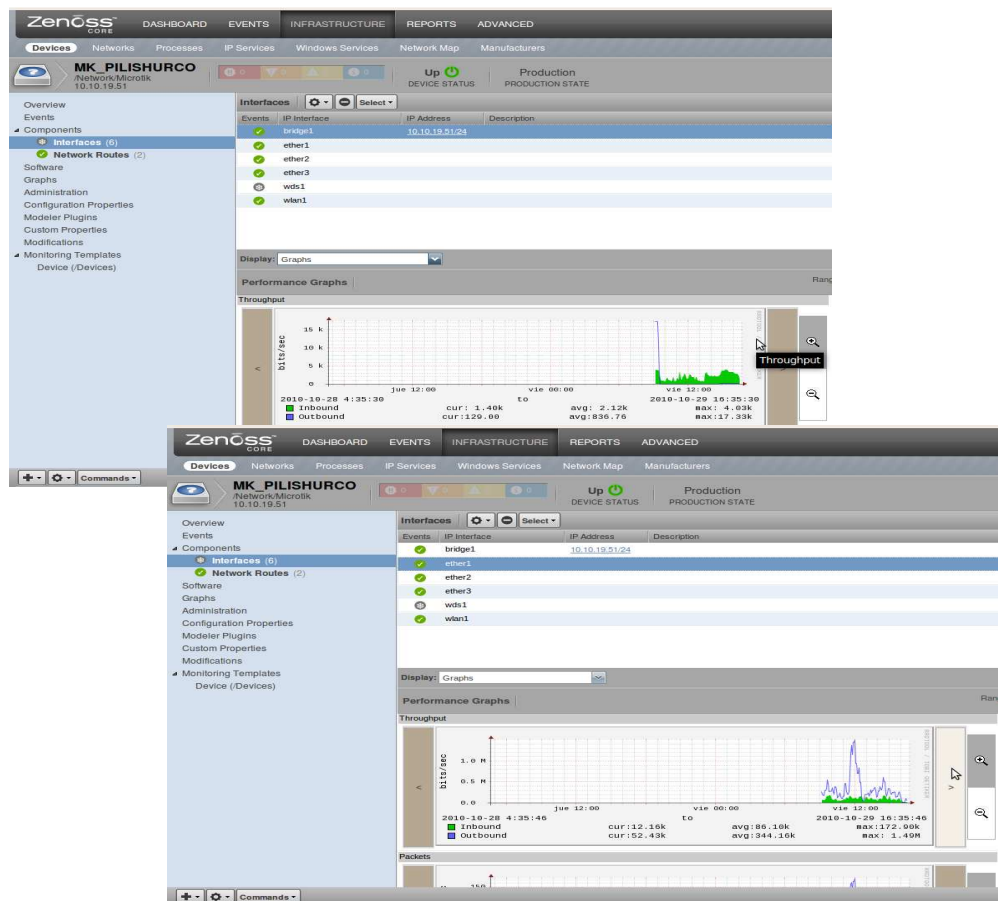 Zenoss CORE DASHBOARD EVENTS INFRASTRUCTURE REPORTS ADVANCED
Devices Networks Processes IP Services Windows Services Network Map Manufacturers
MK_PILISHURCO
/Network/Microtik
10.10.19.51
0 0 0 0
Up
DEVICE STATUS
Production
PRODUCTION STATE
Overview
Events
Components
Interfaces (6)
Network Routes (2)
Software
Graphs
Administration
Configuration Properties
Modeler Plugins
Custom Properties
Modifications
Monitoring Templates
Device (/Devices)
Interfaces Select
Events IP Interface IP Address Description
bridge1 10.10.19.51/24
ether1
ether2
ether3
wds1
wlan1
Display: Graphs
Performance Graphs Rang
Throughput
bits/sec
15 k
10 k
5 k
0
<
Throughput
jue 12:00 vie 00:00 vie 12:00
2010-10-28 4:35:30 to 2010-10-29 16:35:30
Inbound cur: 1.40k avg: 2.12k max: 4.03k
Outbound cur:129.00 avg:836.76 max:17.33k
Commands
Zenoss CORE DASHBOARD EVENTS INFRASTRUCTURE REPORTS ADVANCED
Devices Networks Processes IP Services Windows Services Network Map Manufacturers
MK_PILISHURCO
/Network/Microtik
10.10.19.51
0 0 0 0
Up
DEVICE STATUS
Production
PRODUCTION STATE
Overview
Events
Components
Interfaces (6)
Network Routes (2)
Software
Graphs
Administration
Configuration Properties
Modeler Plugins
Custom Properties
Modifications
Monitoring Templates
Device (/Devices)
Interfaces Select
Events IP Interface IP Address Description
bridge1 10.10.19.51/24
ether1
ether2
ether3
wds1
wlan1
Display: Graphs
Performance Graphs Ran
Throughput
bits/sec
1.0 M
0.5 M
0.0
< >
jue 12:00 vie 00:00 vie 12:00
2010-10-28 4:35:46 to 2010-10-29 16:35:46
Inbound cur:12.16k avg:86.10k max:172.90k
Outbound cur:52.43k avg:344.16k max: 1.49M
Packets
150
Commands